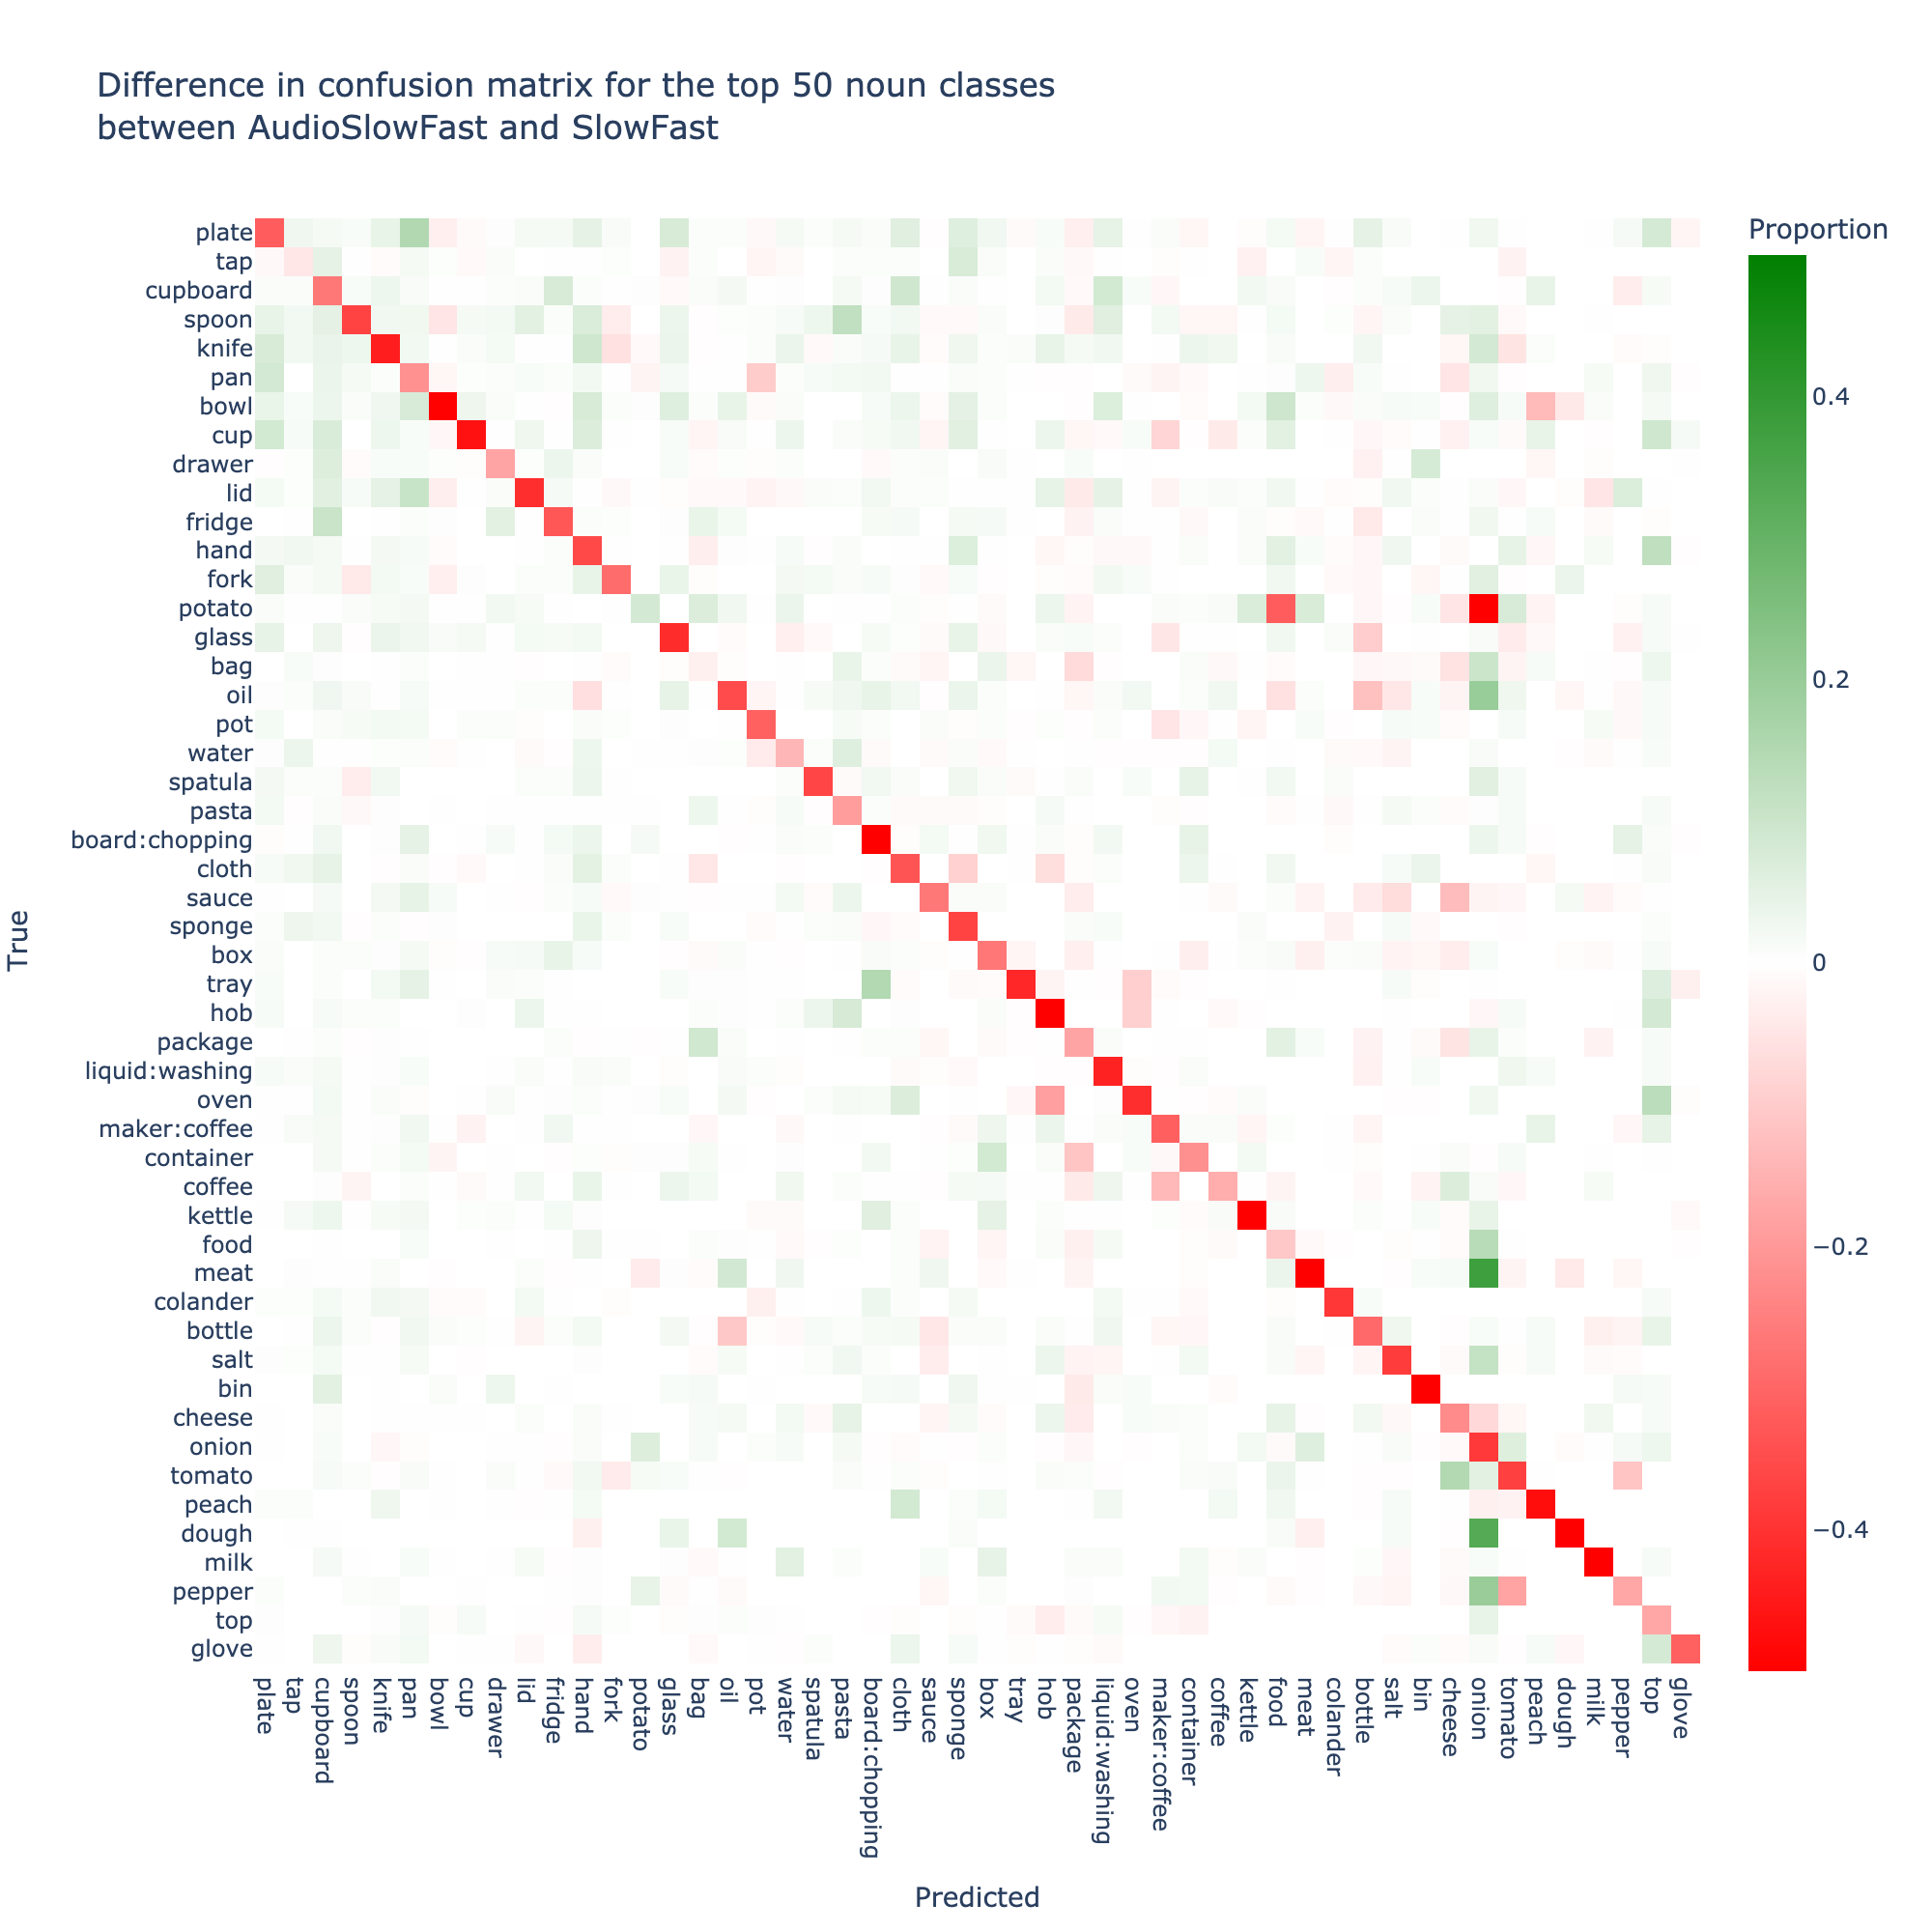 Difference in confusion matrix for the top 50 noun classes
between AudioSlowFast and SlowFast
Proportion
0.4
0.2
0
−0.2
−0.4
True
plate
tap
cupboard
spoon
knife
pan
bowl
cup
drawer
lid
fridge
hand
fork
potato
glass
bag
oil
pot
water
spatula
pasta
board:chopping
cloth
sauce
sponge
box
tray
hob
package
liquid:washing
oven
maker:coffee
container
coffee
kettle
food
meat
colander
bottle
salt
bin
cheese
onion
tomato
peach
dough
milk
pepper
top
glove
plate
tap
cupboard
spoon
knife
pan
bowl
cup
drawer
lid
fridge
hand
fork
potato
glass
bag
oil
pot
water
spatula
pasta
board:chopping
cloth
sauce
sponge
box
tray
hob
package
liquid:washing
oven
maker:coffee
container
coffee
kettle
food
meat
colander
bottle
salt
bin
cheese
onion
tomato
peach
dough
milk
pepper
top
glove
Predicted